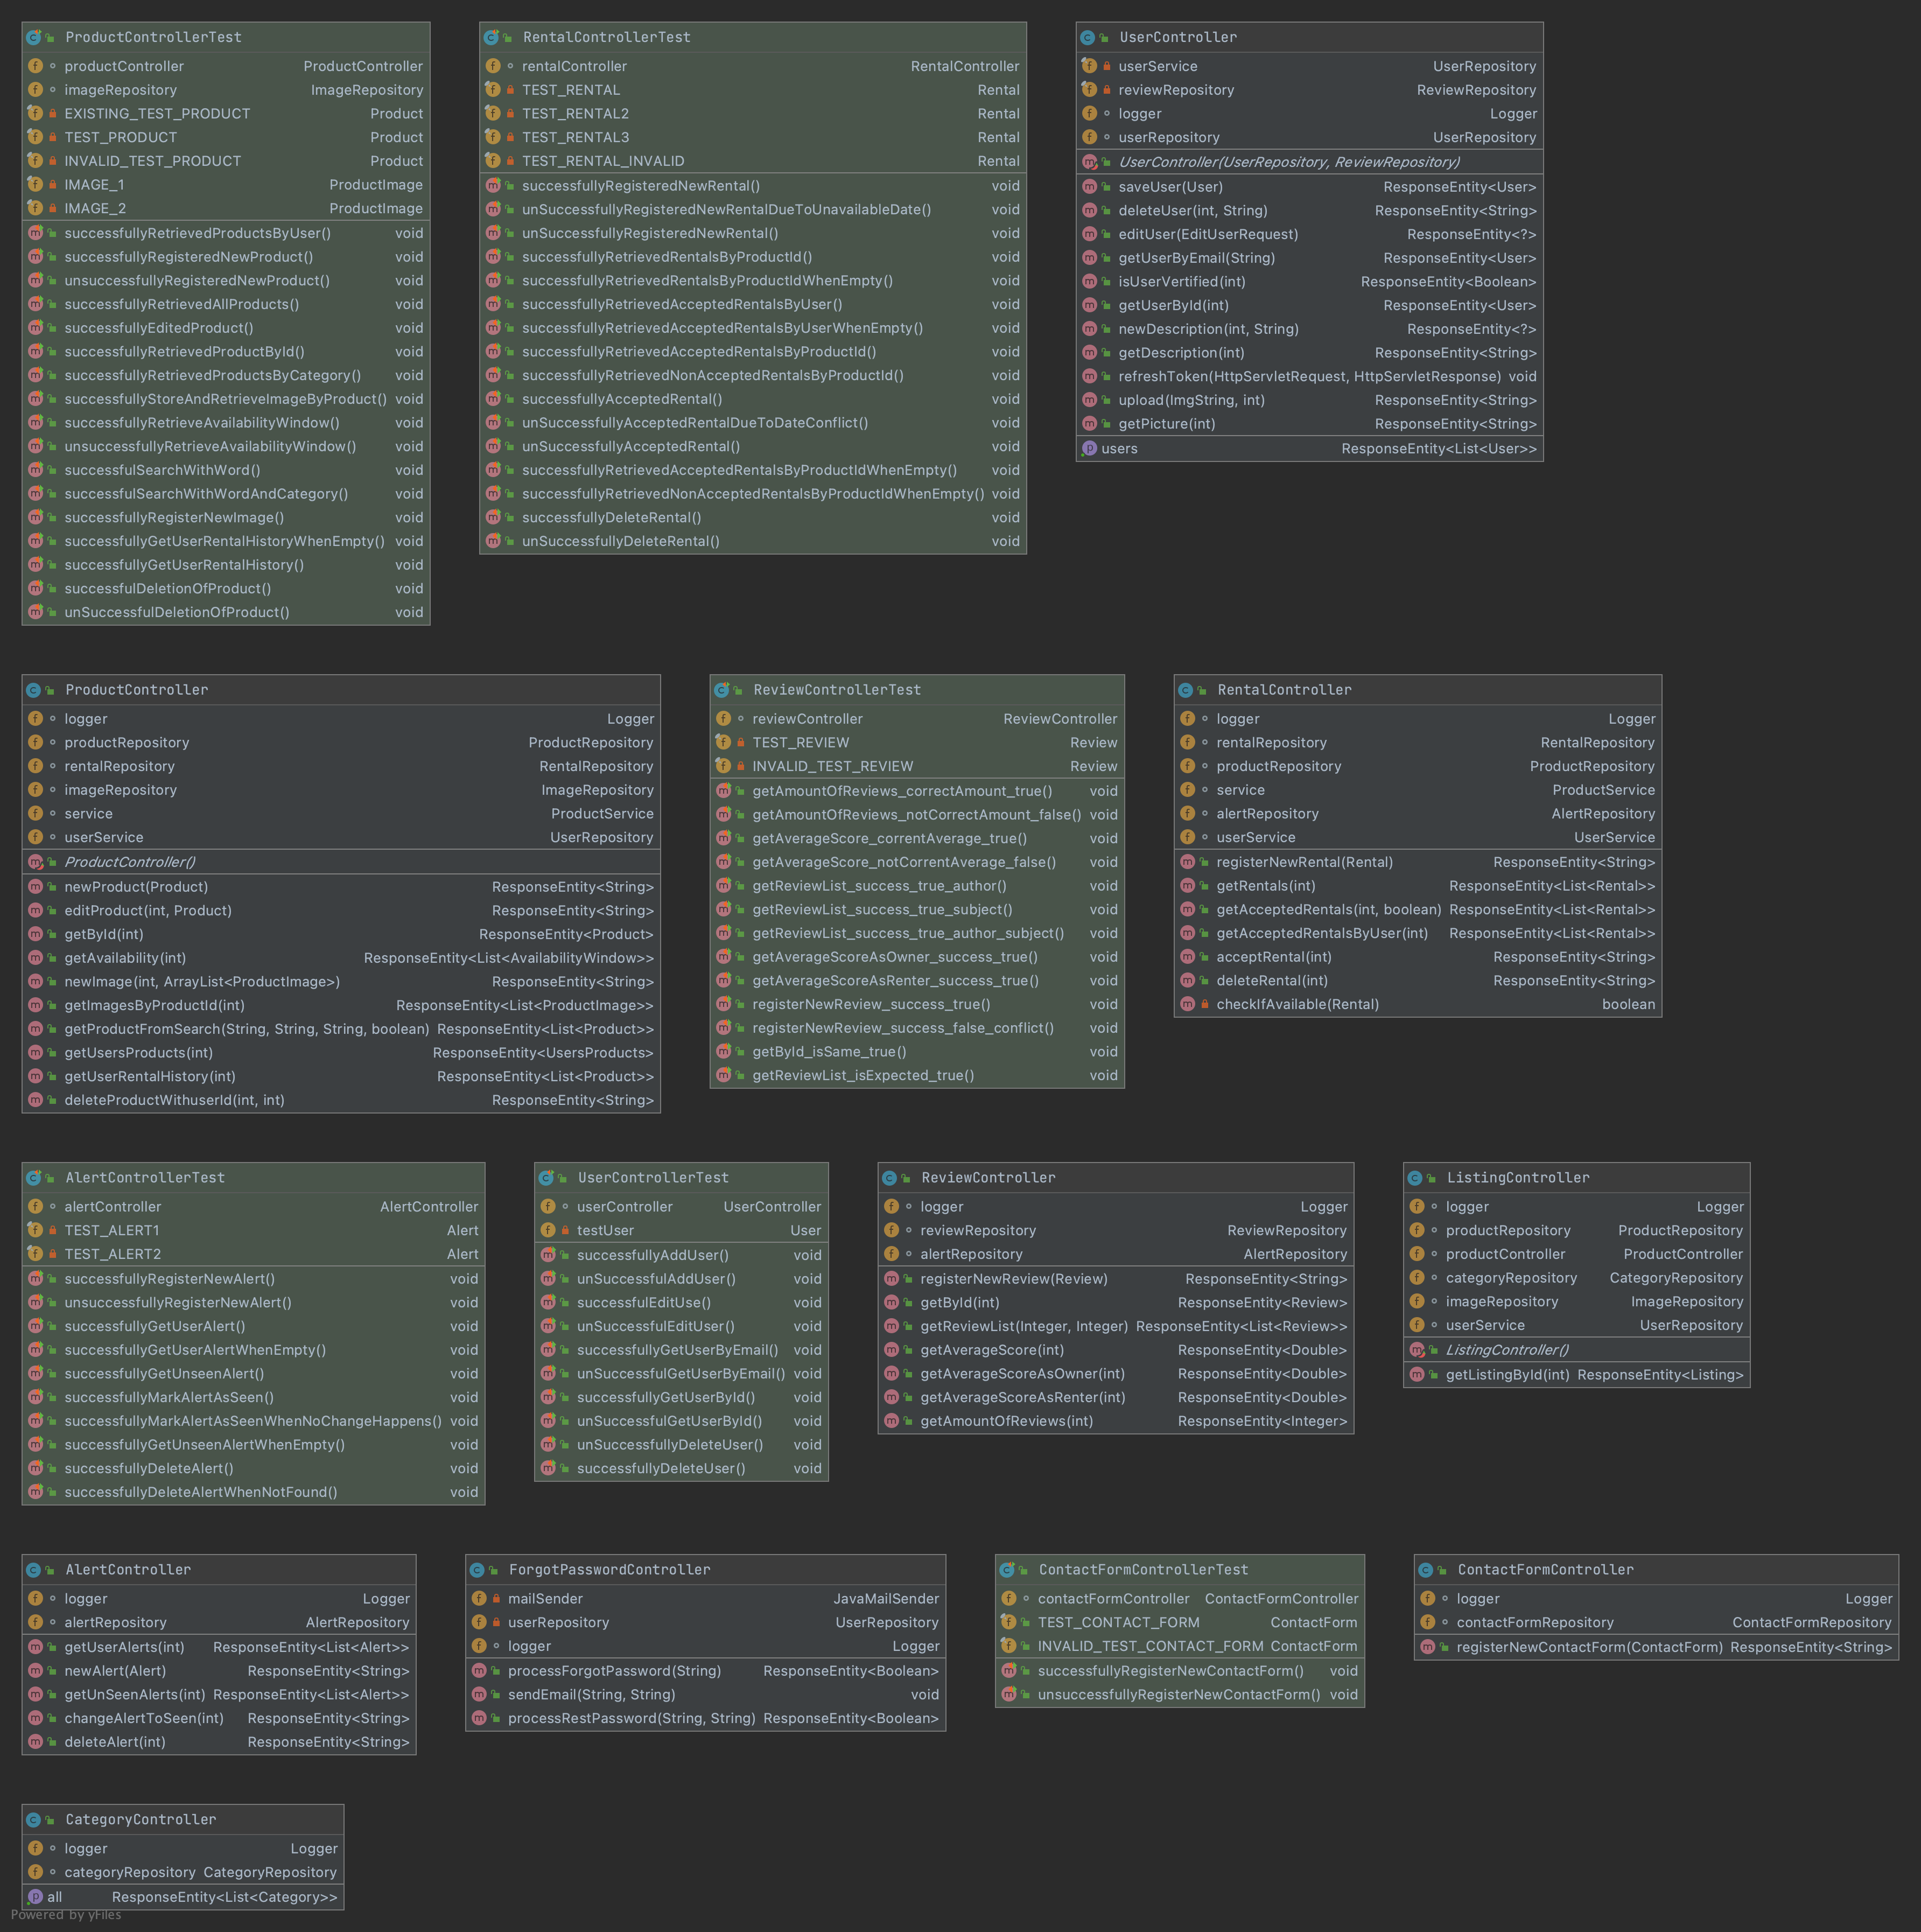 ProductControllerTest
productController ProductController
imageRepository ImageRepository
EXISTING_TEST_PRODUCT Product
TEST_PRODUCT Product
INVALID_TEST_PRODUCT Product
IMAGE_1 ProductImage
IMAGE_2 ProductImage
successfullyRetrievedProductsByUser() void
successfullyRegisteredNewProduct() void
unsuccessfullyRegisteredNewProduct() void
successfullyRetrievedAllProducts() void
successfullyEditedProduct() void
successfullyRetrievedProductById() void
successfullyRetrievedProductsByCategory() void
successfullyStoreAndRetrieveImageByProduct() void
successfullyRetrieveAvailabilityWindow() void
unsuccessfullyRetrieveAvailabilityWindow() void
successfulSearchWithWord() void
successfulSearchWithWordAndCategory() void
successfullyRegisterNewImage() void
successfullyGetUserRentalHistoryWhenEmpty() void
successfullyGetUserRentalHistory() void
successfulDeletionOfProduct() void
unSuccessfulDeletionOfProduct() void
RentalControllerTest
rentalController RentalController
TEST_RENTAL Rental
TEST_RENTAL2 Rental
TEST_RENTAL3 Rental
TEST_RENTAL_INVALID Rental
successfullyRegisteredNewRental() void
unSuccessfullyRegisteredNewRentalDueToUnavailableDate() void
unSuccessfullyRegisteredNewRental() void
successfullyRetrievedRentalsByProductId() void
successfullyRetrievedRentalsByProductIdWhenEmpty() void
successfullyRetrievedAcceptedRentalsByUser() void
successfullyRetrievedAcceptedRentalsByUserWhenEmpty() void
successfullyRetrievedAcceptedRentalsByProductId() void
successfullyRetrievedNonAcceptedRentalsByProductId() void
successfullyAcceptedRental() void
unSuccessfullyAcceptedRentalDueToDateConflict() void
unSuccessfullyAcceptedRental() void
successfullyRetrievedAcceptedRentalsByProductIdWhenEmpty() void
successfullyRetrievedNonAcceptedRentalsByProductIdWhenEmpty() void
successfullyDeleteRental() void
unSuccessfullyDeleteRental() void
UserController
userService UserRepository
reviewRepository ReviewRepository
logger Logger
userRepository UserRepository
UserController(UserRepository, ReviewRepository)
saveUser(User) ResponseEntity<User>
deleteUser(int, String) ResponseEntity<String>
editUser(EditUserRequest) ResponseEntity<?>
getUserByEmail(String) ResponseEntity<User>
isUserVertified(int) ResponseEntity<Boolean>
getUserById(int) ResponseEntity<User>
newDescription(int, String) ResponseEntity<?>
getDescription(int) ResponseEntity<String>
refreshToken(HttpServletRequest, HttpServletResponse) void
upload(ImgString, int) ResponseEntity<String>
getPicture(int) ResponseEntity<String>
users ResponseEntity<List<User>>
ProductController
logger Logger
productRepository ProductRepository
rentalRepository RentalRepository
imageRepository ImageRepository
service ProductService
userService UserRepository
ProductController()
newProduct(Product) ResponseEntity<String>
editProduct(int, Product) ResponseEntity<String>
getById(int) ResponseEntity<Product>
getAvailability(int) ResponseEntity<List<AvailabilityWindow>>
newImage(int, ArrayList<ProductImage>) ResponseEntity<String>
getImagesByProductId(int) ResponseEntity<List<ProductImage>>
getProductFromSearch(String, String, String, boolean) ResponseEntity<List<Product>>
getUsersProducts(int) ResponseEntity<UsersProducts>
getUserRentalHistory(int) ResponseEntity<List<Product>>
deleteProductWithuserId(int, int) ResponseEntity<String>
ReviewControllerTest
reviewController ReviewController
TEST_REVIEW Review
INVALID_TEST_REVIEW Review
getAmountOfReviews_correctAmount_true() void
getAmountOfReviews_notCorrectAmount_false() void
getAverageScore_correntAverage_true() void
getAverageScore_notCorrentAverage_false() void
getReviewList_success_true_author() void
getReviewList_success_true_subject() void
getReviewList_success_true_author_subject() void
getAverageScoreAsOwner_success_true() void
getAverageScoreAsRenter_success_true() void
registerNewReview_success_true() void
registerNewReview_success_false_conflict() void
getById_isSame_true() void
getReviewList_isExpected_true() void
RentalController
logger Logger
rentalRepository RentalRepository
productRepository ProductRepository
service ProductService
alertRepository AlertRepository
userService UserService
registerNewRental(Rental) ResponseEntity<String>
getRentals(int) ResponseEntity<List<Rental>>
getAcceptedRentals(int, boolean) ResponseEntity<List<Rental>>
getAcceptedRentalsByUser(int) ResponseEntity<List<Rental>>
acceptRental(int) ResponseEntity<String>
deleteRental(int) ResponseEntity<String>
checkIfAvailable(Rental) boolean
AlertControllerTest
alertController AlertController
TEST_ALERT1 Alert
TEST_ALERT2 Alert
successfullyRegisterNewAlert() void
unsuccessfullyRegisterNewAlert() void
successfullyGetUserAlert() void
successfullyGetUserAlertWhenEmpty() void
successfullyGetUnseenAlert() void
successfullyMarkAlertAsSeen() void
successfullyMarkAlertAsSeenWhenNoChangeHappens() void
successfullyGetUnseenAlertWhenEmpty() void
successfullyDeleteAlert() void
successfullyDeleteAlertWhenNotFound() void
UserControllerTest
userController UserController
testUser User
successfullyAddUser() void
unSuccessfulAddUser() void
successfulEditUse() void
unSuccessfulEditUser() void
successfullyGetUserByEmail() void
unSuccessfulGetUserByEmail() void
successfullyGetUserById() void
unSuccessfulGetUserById() void
unSuccessfullyDeleteUser() void
successfullyDeleteUser() void
ReviewController
logger Logger
reviewRepository ReviewRepository
alertRepository AlertRepository
registerNewReview(Review) ResponseEntity<String>
getById(int) ResponseEntity<Review>
getReviewList(Integer, Integer) ResponseEntity<List<Review>>
getAverageScore(int) ResponseEntity<Double>
getAverageScoreAsOwner(int) ResponseEntity<Double>
getAverageScoreAsRenter(int) ResponseEntity<Double>
getAmountOfReviews(int) ResponseEntity<Integer>
ListingController
logger Logger
productRepository ProductRepository
productController ProductController
categoryRepository CategoryRepository
imageRepository ImageRepository
userService UserRepository
ListingController()
getListingById(int) ResponseEntity<Listing>
AlertController
logger Logger
alertRepository AlertRepository
getUserAlerts(int) ResponseEntity<List<Alert>>
newAlert(Alert) ResponseEntity<String>
getUnSeenAlerts(int) ResponseEntity<List<Alert>>
changeAlertToSeen(int) ResponseEntity<String>
deleteAlert(int) ResponseEntity<String>
ForgotPasswordController
mailSender JavaMailSender
userRepository UserRepository
logger Logger
processForgotPassword(String) ResponseEntity<Boolean>
sendEmail(String, String) void
processRestPassword(String, String) ResponseEntity<Boolean>
ContactFormControllerTest
contactFormController ContactFormController
TEST_CONTACT_FORM ContactForm
INVALID_TEST_CONTACT_FORM ContactForm
successfullyRegisterNewContactForm() void
unsuccessfullyRegisterNewContactForm() void
ContactFormController
logger Logger
contactFormRepository ContactFormRepository
registerNewContactForm(ContactForm) ResponseEntity<String>
CategoryController
logger Logger
categoryRepository CategoryRepository
all ResponseEntity<List<Category>>
Powered by yFiles